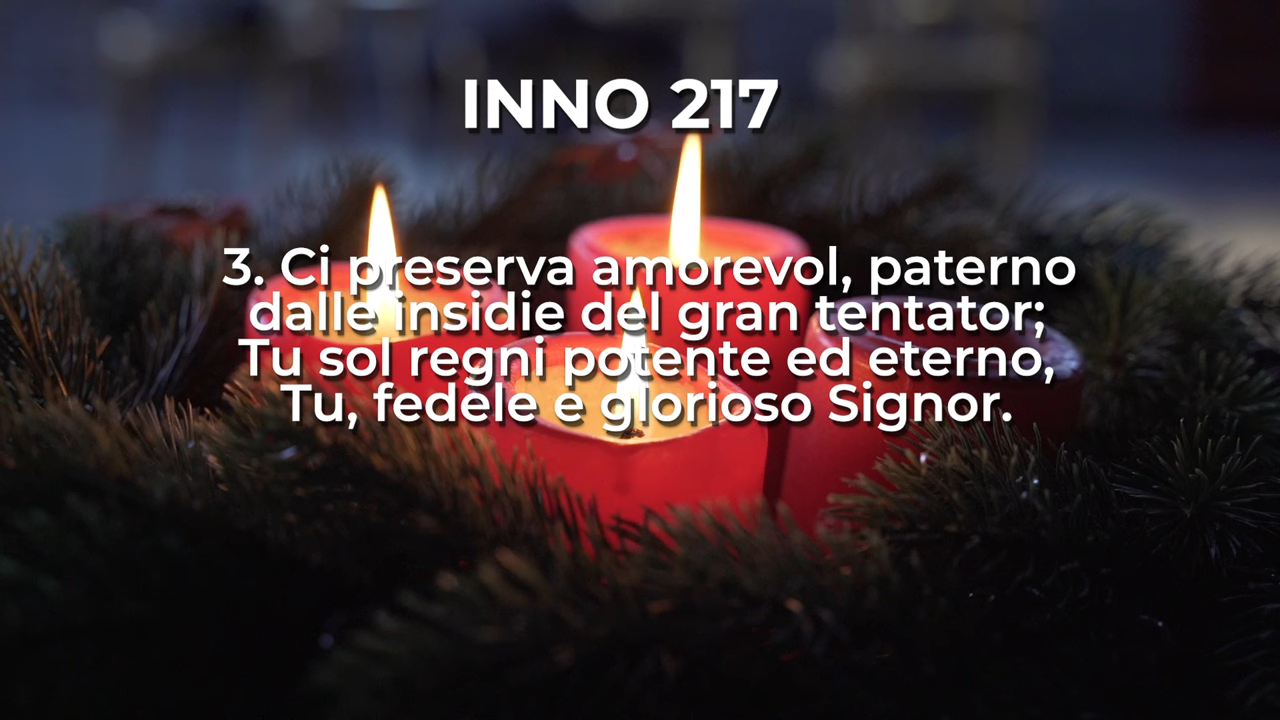 INNO 217
3. Ci preserva amorevol, paterno
dalle insidie del gran tentator;
Tu sol regni potente ed eterno,
Tu, fedele e glorioso Signor.